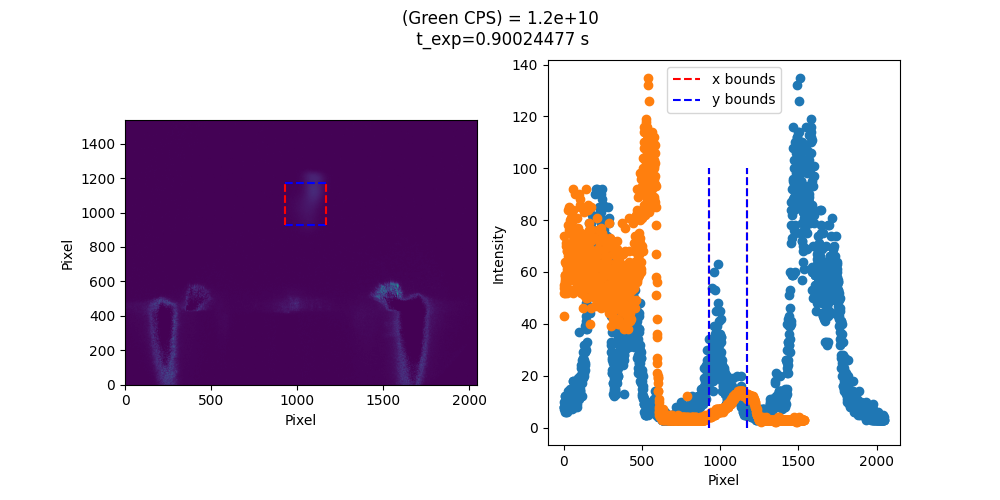 (Green CPS) = 1.2e+10
t_exp=0.90024477 s
1400
1200
1000
800
600
400
200
0
Pixel
0 500 1000 1500 2000
Pixel
140
120
100
80
60
40
20
0
Intensity
x bounds
y bounds
0 500 1000 1500 2000
Pixel